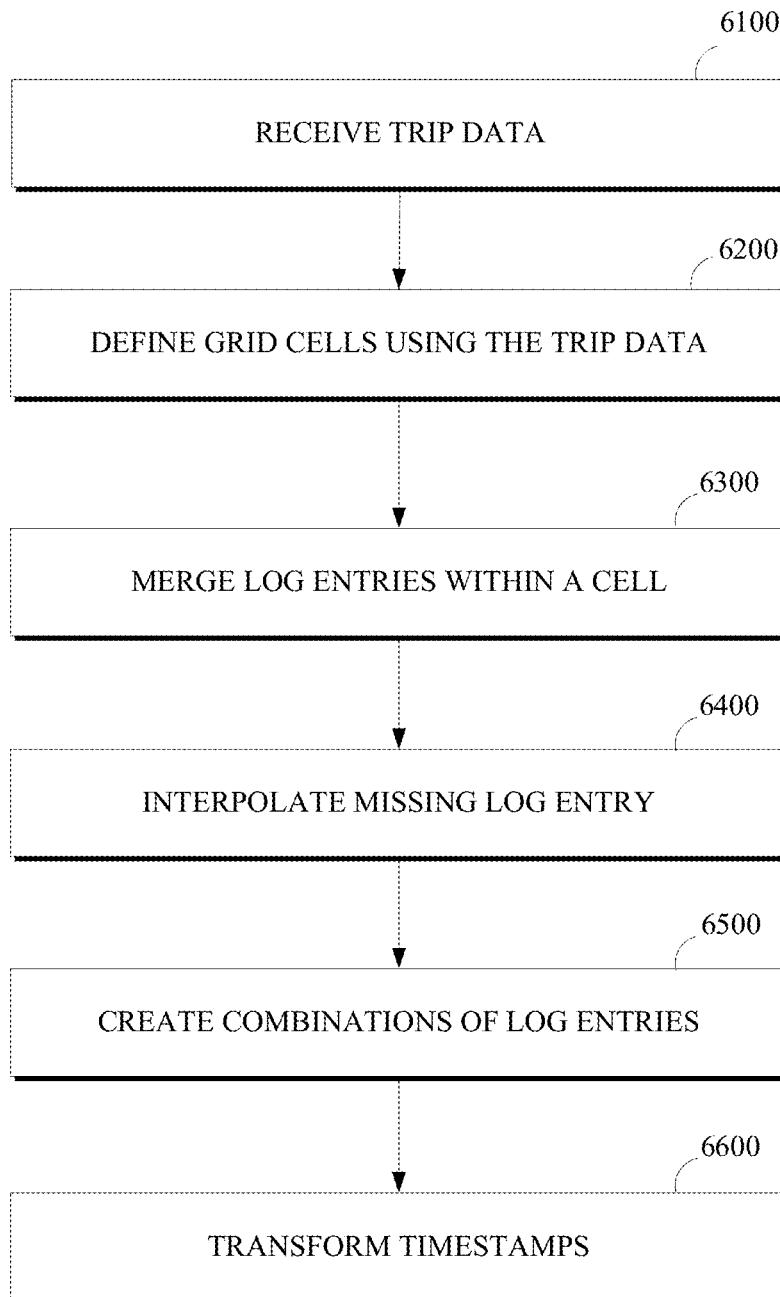 6100
RECEIVE TRIP DATA
6200
DEFINE GRID CELLS USING THE TRIP DATA
6300
MERGE LOG ENTRIES WITHIN A CELL
6400
INTERPOLATE MISSING LOG ENTRY
6500
CREATE COMBINATIONS OF LOG ENTRIES
6600
TRANSFORM TIMESTAMPS